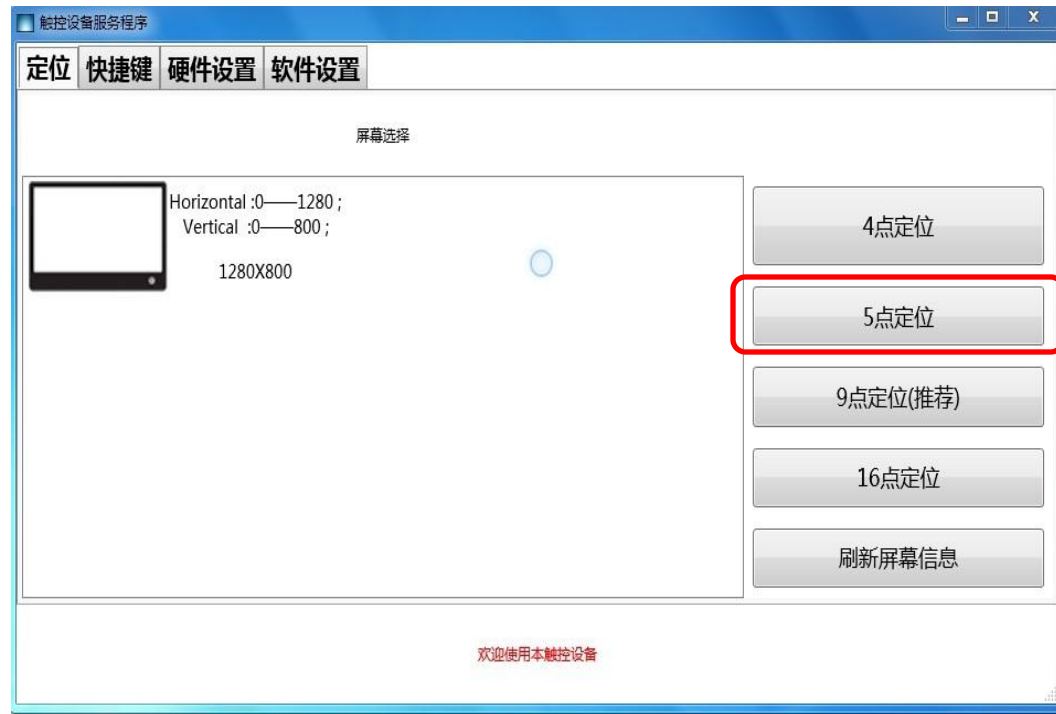 触控设备服务程序
定位 快捷键 硬件设置 软件设置
屏幕选择
Horizontal :0——1280 ;
Vertical :0——800 ;
1280X800
4点定位
5点定位
9点定位(推荐)
16点定位
刷新屏幕信息
欢迎使用本触控设备